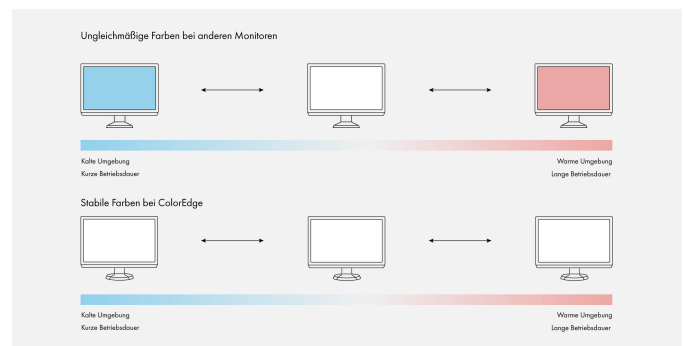 Ungleichmäßige Farben bei anderen Monitoren
Kalte Umgebung
Warme Umgebung
Kurze Betriebsdauer
Lange Betriebsdauer
Stabile Farben bei ColorEdge
Kalte Umgebung
Warme Umgebung
Kurze Betriebsdauer
Lange Betriebsdauer